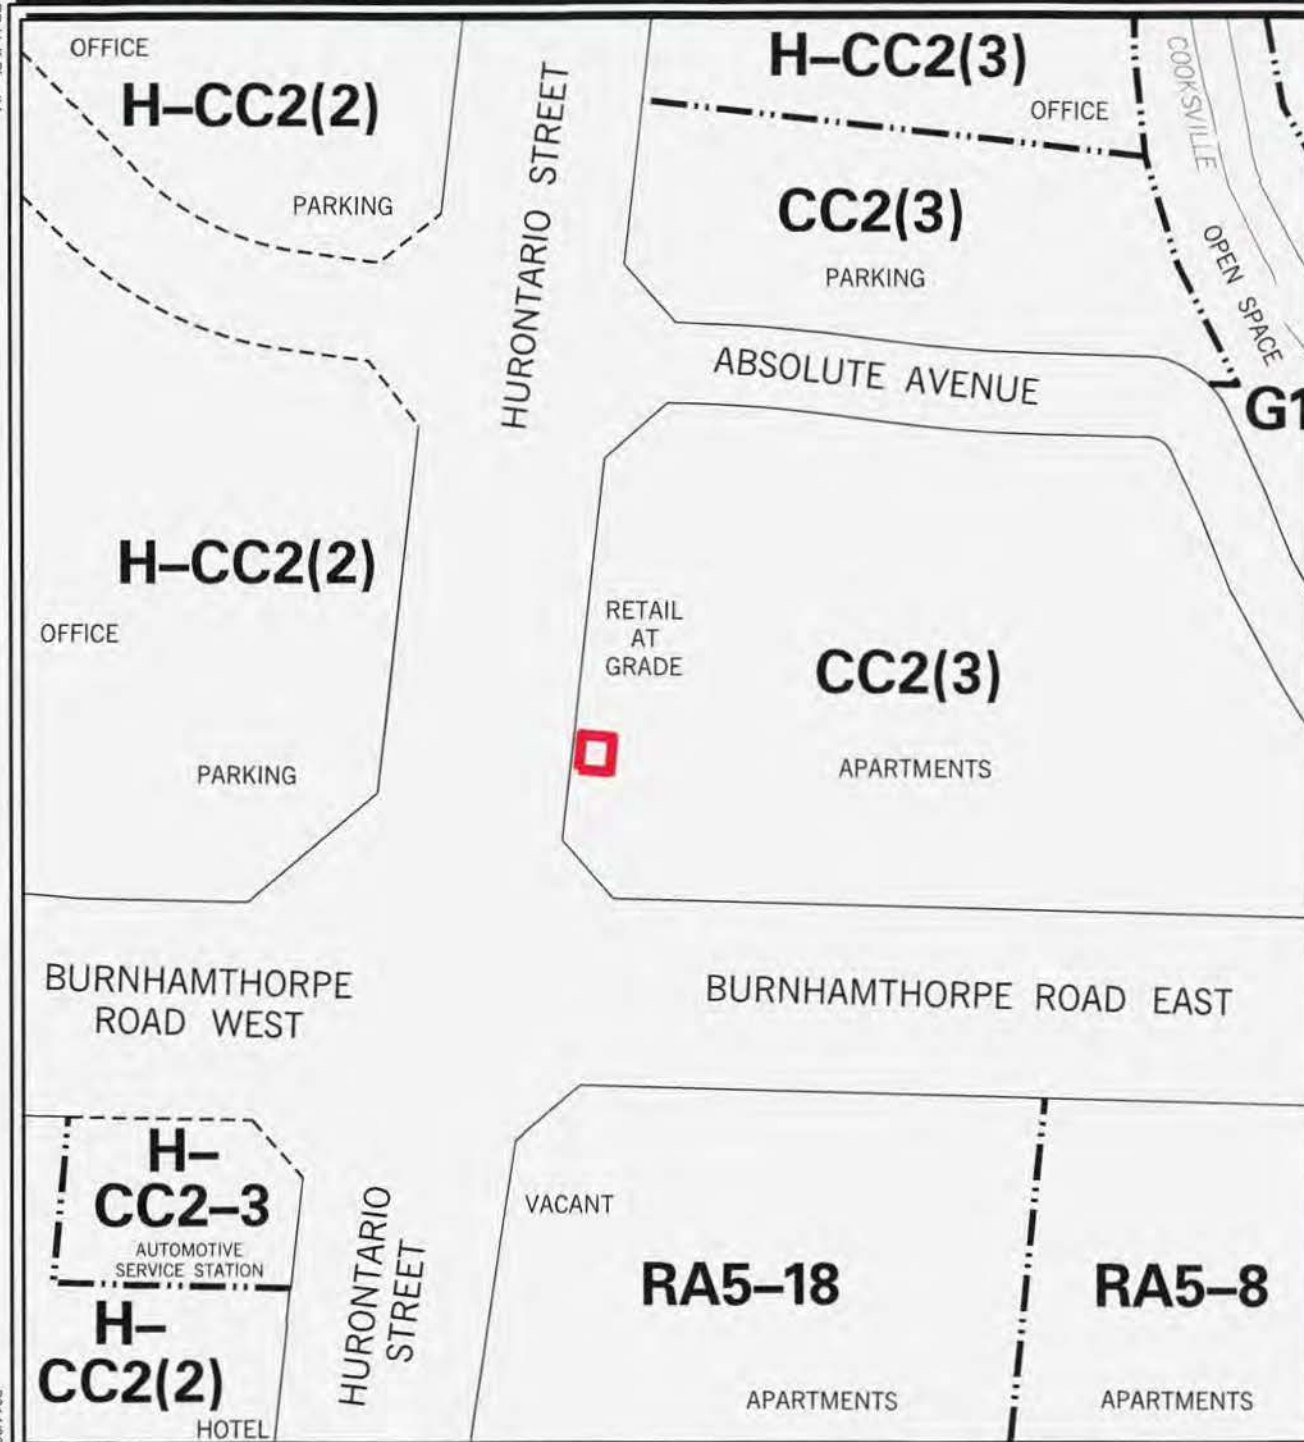 OFFICE
H–CC2(2)
PARKING
HURONTARIO STREET
H–CC2(3)
OFFICE
CC2(3)
PARKING
COOKSVILLE
OPEN SPACE
ABSOLUTE AVENUE
G1
H–CC2(2)
OFFICE
PARKING
RETAIL
AT
GRADE
CC2(3)
APARTMENTS
BURNHAMTHORPE
ROAD WEST
BURNHAMTHORPE ROAD EAST
H–
CC2–3
AUTOMOTIVE
SERVICE STATION
H–
CC2(2)
HOTEL
HURONTARIO
STREET
VACANT
RA5–18
APARTMENTS
RA5–8
APARTMENTS